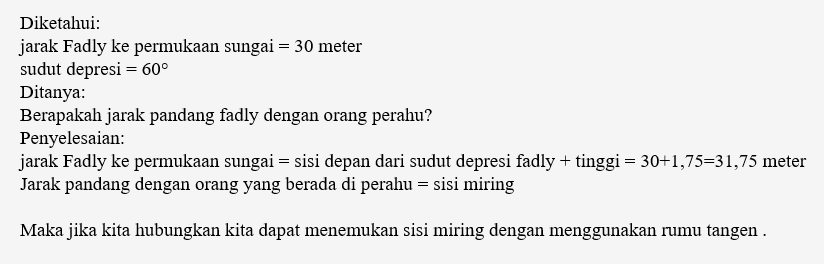 Diketahui:
jarak Fadly ke permukaan sungai = 30 meter
sudut depresi = 60°
Ditanya:
Berapakah jarak pandang fadly dengan orang perahu?
Penyelesaian:
jarak Fadly ke permukaan sungai = sisi depan dari sudut depresi fadly + tinggi = 30+1,75=31,75 meter
Jarak pandang dengan orang yang berada di perahu = sisi miring
Maka jika kita hubungkan kita dapat menemukan sisi miring dengan menggunakan rumu tangen .